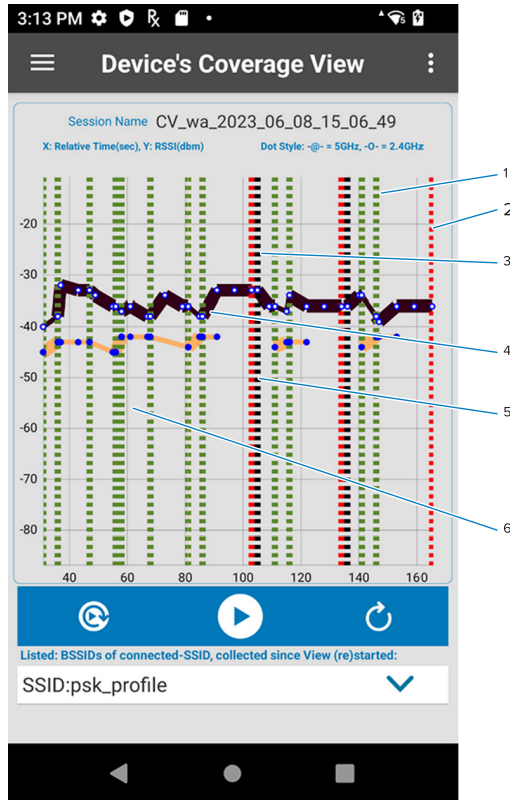 3:13 PM
Device's Coverage View
Session Name CV_wa_2023_06_08_15_06_49
X: Relative Time(sec), Y: RSSI(dbm) Dot Style: -@- = 5GHz, -O- = 2.4GHz
1
2
-20
3
-30
-40
4
-50
5
-60
-70
6
-80
40 60 80 100 120 140 160
Listed: BSSIDs of connected-SSID, collected since View (re)started:
SSID:psk_profile